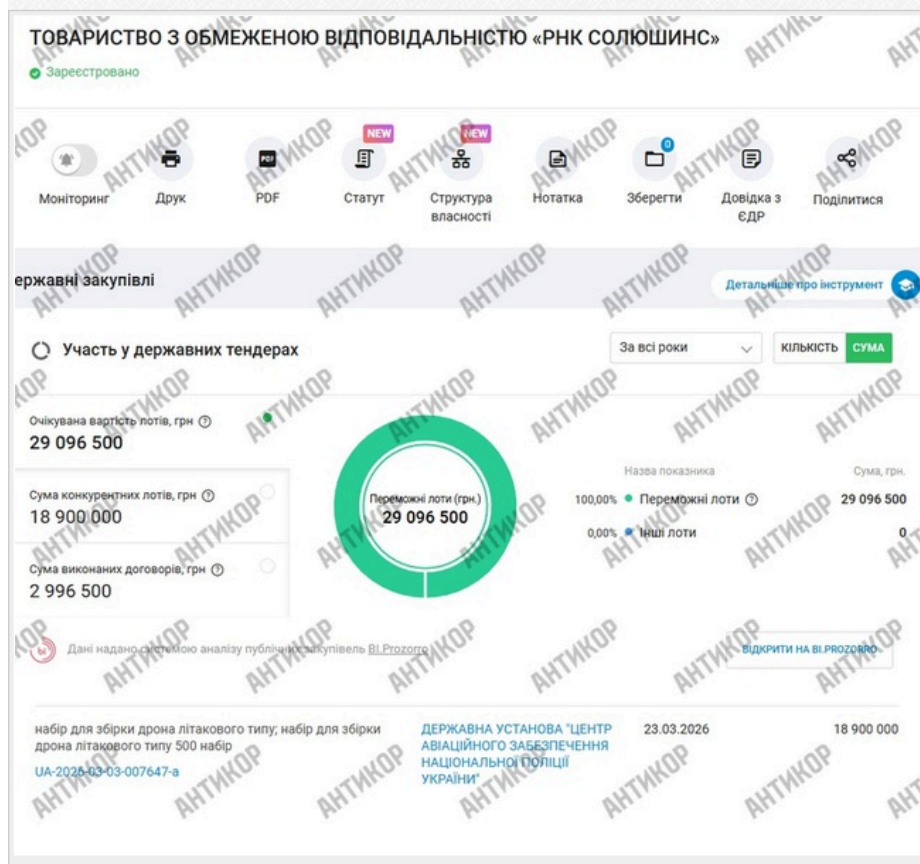 ТОВАРИСТВО З ОБМЕЖЕНОЮ ВІДПОВІДАЛЬНІСТЮ «РНК СОЛЮШИНС»
Зареєстровано
NEW
NEW
0
Моніторинг
Друк
PDF
PDF
Статут
Структура
власності
Нотатка
Зберегти
Довідка з
ЄДР
Поділитися
ержавні закупівлі
Детальніше про інструмент
Участь у державних тендерах
За всі роки
КІЛЬКІСТЬ СУМА
Очікувана вартість лотів, грн
29 096 500
Сума конкурентних лотів, грн
18 900 000
Сума виконаних договорів, грн
2 996 500
Переможні лоти (грн.)
29 096 500
Назва показника Сума, грн.
100,00% Переможні лоти 29 096 500
0,00% Інші лоти 0
Дані надано системою аналізу публічних закупівель BI.Prozorro
ВІДКРИТИ НА BI.PROZORRO
набір для збірки дрона літакового типу; набір для збірки
дрона літакового типу 500 набір
UA-2026-03-03-007647-a
ДЕРЖАВНА УСТАНОВА "ЦЕНТР
АВІАЦІЙНОГО ЗАБЕЗПЕЧЕННЯ
НАЦІОНАЛЬНОЇ ПОЛІЦІЇ
УКРАЇНИ"
23.03.2026
18 900 000
АНТИКОР